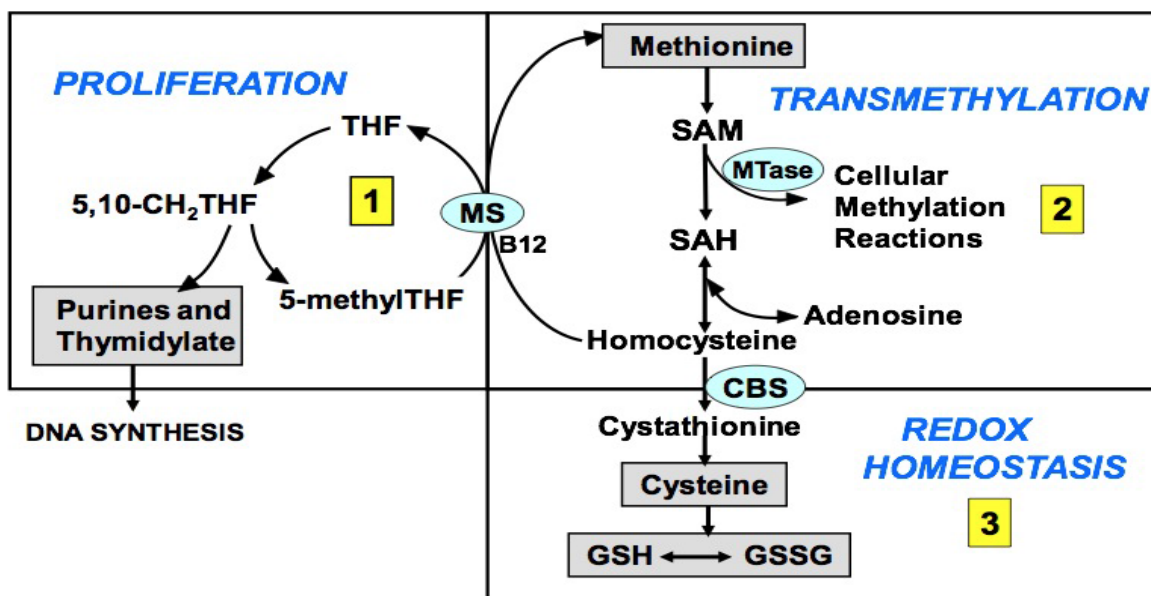 PROLIFERATION
THF
5,10-CH₂THF
1
5-methylTHF
Purines and
Thymidylate
DNA SYNTHESIS
MS
B12
Methionine
TRANSMETHYLATION
SAM
MTase
Cellular
Methylation
Reactions
2
SAH
Adenosine
Homocysteine
CBS
Cystathionine
REDOX
HOMEOSTASIS
Cysteine
3
GSH GSSG